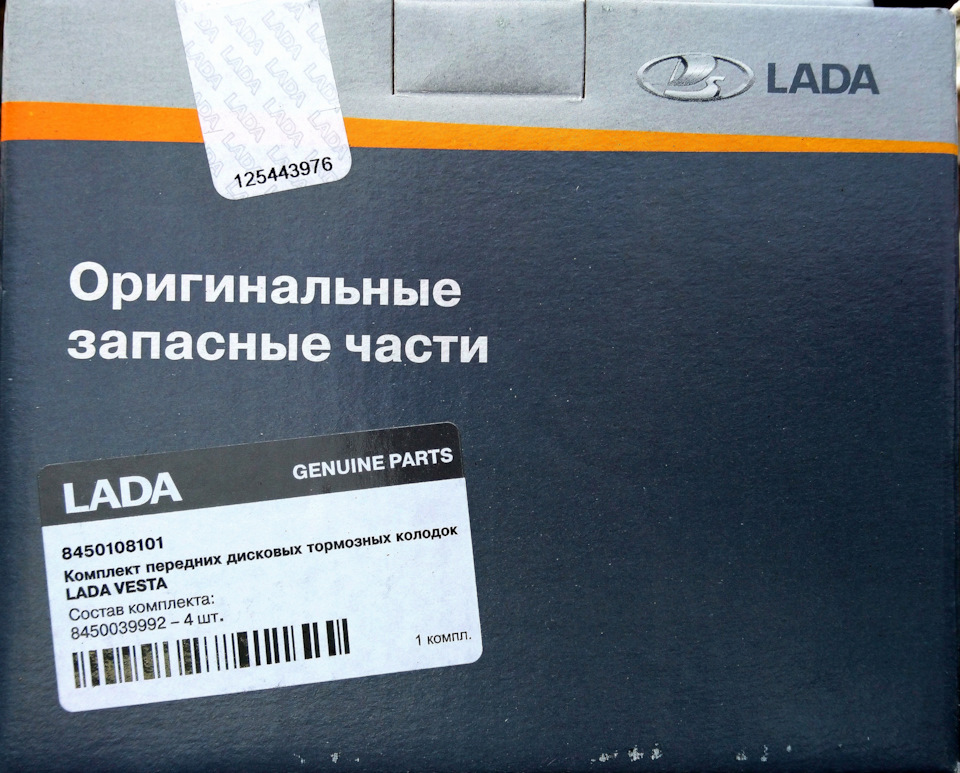 LADA
125443976
Оригинальные
запасные части
LADA GENUINE PARTS
8450108101
Комплект передних дисковых тормозных колодок
LADA VESTA
Состав комплекта:
8450039992 – 4 шт.
1 компл.